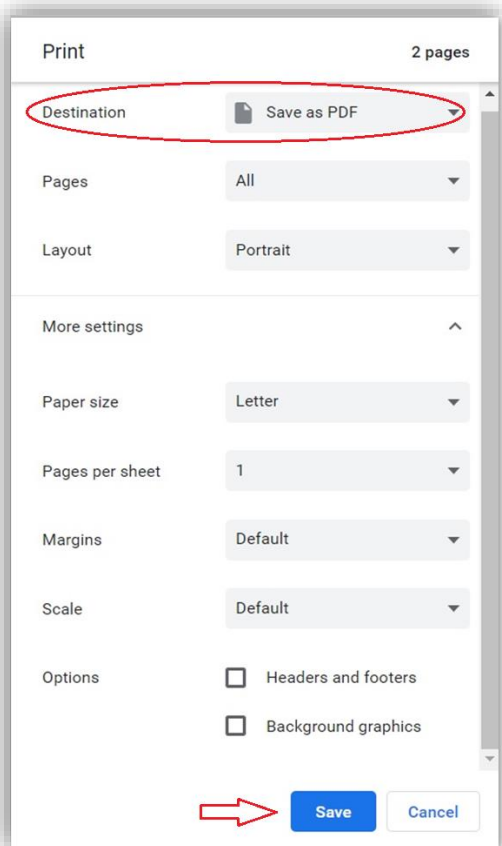 Print 2 pages
Destination Save as PDF
Pages All
Layout Portrait
More settings
Paper size Letter
Pages per sheet 1
Margins Default
Scale Default
Options Headers and footers
Background graphics
Save Cancel